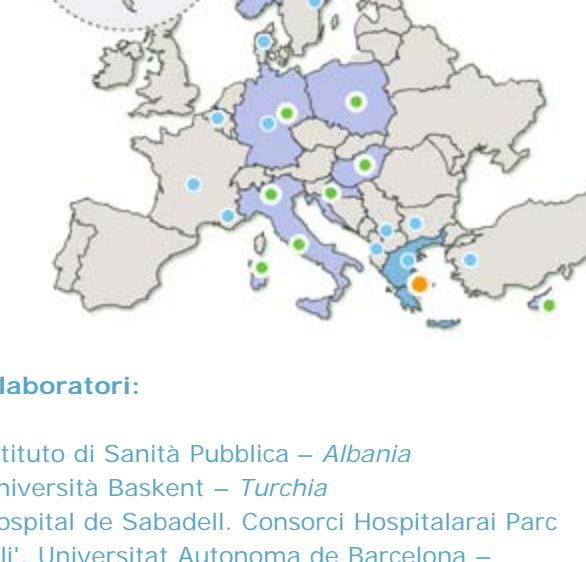 laboratori:
tituto di Sanità Pubblica – Albania
niversità Baskent – Turchia
ospital de Sabadell. Consorci Hospitalarai Parc
li'. Universitat Autonoma de Barcelona –